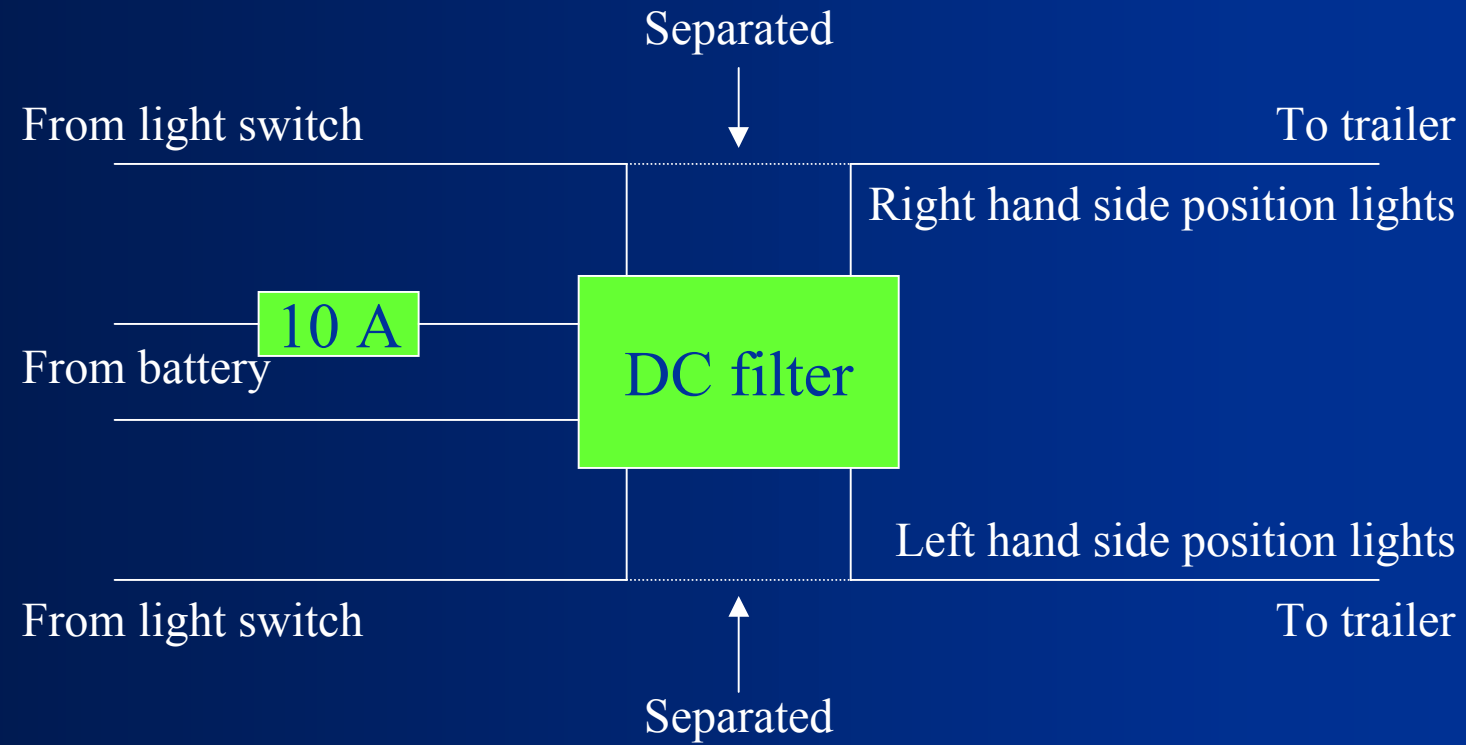 Separated
From light switch
To trailer
Right hand side position lights
10 A
From battery
DC filter
Left hand side position lights
From light switch
To trailer
Separated